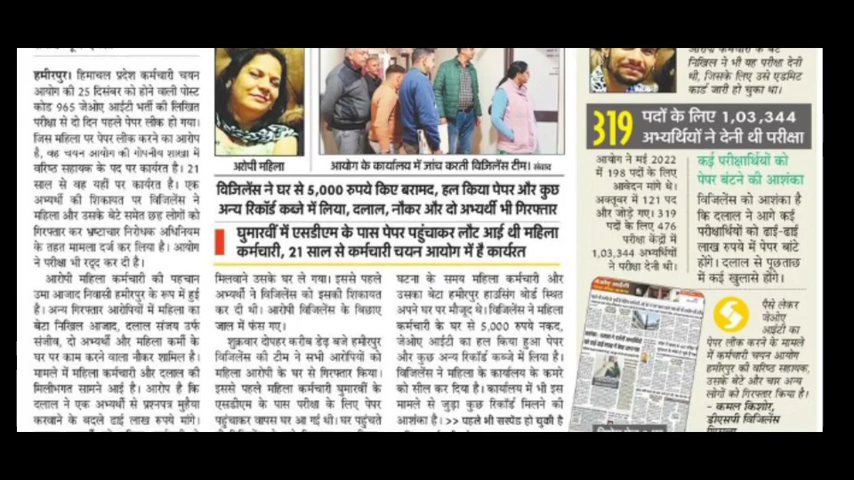 हमीरपुर। हिमाचल प्रदेश कर्मचारी चयन
आयोग की 25 दिसंबर को होने वाली पोस्ट
कोड 965 जेओए आईटी भर्ती की लिखित
परीक्षा से दो दिन पहले पेपर लीक हो गया।
जिस महिला पर पेपर लीक करने का आरोप
है, वह चयन आयोग की गोपनीय शाखा में
वरिष्ठ सहायक के पद पर कार्यरत है। 21
साल से वह यहीं पर कार्यरत है। एक
अभ्यर्थी की शिकायत पर विजिलेंस ने
महिला और उसके बेटे समेत छह लोगों को
गिरफ्तार कर भ्रष्टाचार निरोधक अधिनियम
के तहत मामला दर्ज कर लिया है। आयोग
ने परीक्षा भी रद्द कर दी है।
आरोपी महिला कर्मचारी की पहचान
उमा आजाद निवासी हमीरपुर के रूप में हुई
है। अन्य गिरफ्तार आरोपियों में महिला का
बेटा निखिल आजाद, दलाल संजय उर्फ
संजीव, दो अभ्यर्थी और महिला कर्मी के
घर पर काम करने वाला नौकर शामिल है।
मामले में महिला कर्मचारी और दलाल की
मिलीभगत सामने आई है। आरोप है कि
दलाल ने एक अभ्यर्थी से प्रश्नपत्र मुहैया
करवाने के बदले ढाई लाख रुपये मांगे।
अरोपी महिला
आयोग के कार्यालय में जांच करती विजिलेंस टीम। संवाद
विजिलेंस ने घर से 5,000 रुपये किए बरामद, हल किया पेपर और कुछ
अन्य रिकॉर्ड कब्जे में लिया, दलाल, नौकर और दो अभ्यर्थी भी गिरफ्तार
घुमारवीं में एसडीएम के पास पेपर पहुंचाकर लौट आई थी महिला
कर्मचारी, 21 साल से कर्मचारी चयन आयोग में है कार्यरत
मिलवाने उसके घर ले गया। इससे पहले
अभ्यर्थी ने विजिलेंस को इसकी शिकायत
कर दी थी। आरोपी विजिलेंस के बिछाए
जाल में फंस गए।
शुक्रवार दोपहर करीब डेढ़ बजे हमीरपुर
विजिलेंस की टीम ने सभी आरोपियों को
महिला आरोपी के घर से गिरफ्तार किया।
इससे पहले महिला कर्मचारी घुमारवीं के
एसडीएम के पास परीक्षा के लिए पेपर
पहुंचाकर वापस घर आ गई थी। घर पहुंचते
घटना के समय महिला कर्मचारी और
उसका बेटा हमीरपुर हाउसिंग बोर्ड स्थित
अपने घर पर मौजूद थे। विजिलेंस ने महिला
कर्मचारी के घर से 5,000 रुपये नकद,
जेओए आईटी का हल किया हुआ पेपर
और कुछ अन्य रिकॉर्ड कब्जे में लिया है।
विजिलेंस ने महिला के कार्यालय के कमरे
को सील कर दिया है। कार्यालय में भी इस
मामले से जुड़ा कुछ रिकॉर्ड मिलने की
आशंका है। >> पहले भी सस्पेंड हो चुकी है
निखिल ने भी यह परीक्षा देनी
थी, जिसके लिए उसे एडमिट
कार्ड जारी हो चुका था।
319 पदों के लिए 1,03,344
अभ्यर्थियों ने देनी थी परीक्षा
आयोग ने मई 2022
में 198 पदों के लिए
आवेदन मांगे थे।
अक्तूबर में 121 पद
और जोड़े गए। 319
पदों के लिए 476
परीक्षा केंद्रों में
1,03,344 अभ्यर्थियों
ने परीक्षा देनी थी।
कई परीक्षार्थियों को
पेपर बंटने की आशंका
विजिलेंस को आशंका है
कि दलाल ने आगे कई
परीक्षार्थियों को ढाई-ढाई
लाख रुपये में पेपर बांटे
होंगे। दलाल से पूछताछ
में कई खुलासे होंगे।
पैसे लेकर
जेओए
आईटी का
पेपर लीक करने के मामले
में कर्मचारी चयन आयोग
हमीरपुर की वरिष्ठ सहायक,
उसके बेटे और चार अन्य
लोगों को गिरफ्तार किया है।
- कमल किशोर,
डीएसपी विजिलेंस